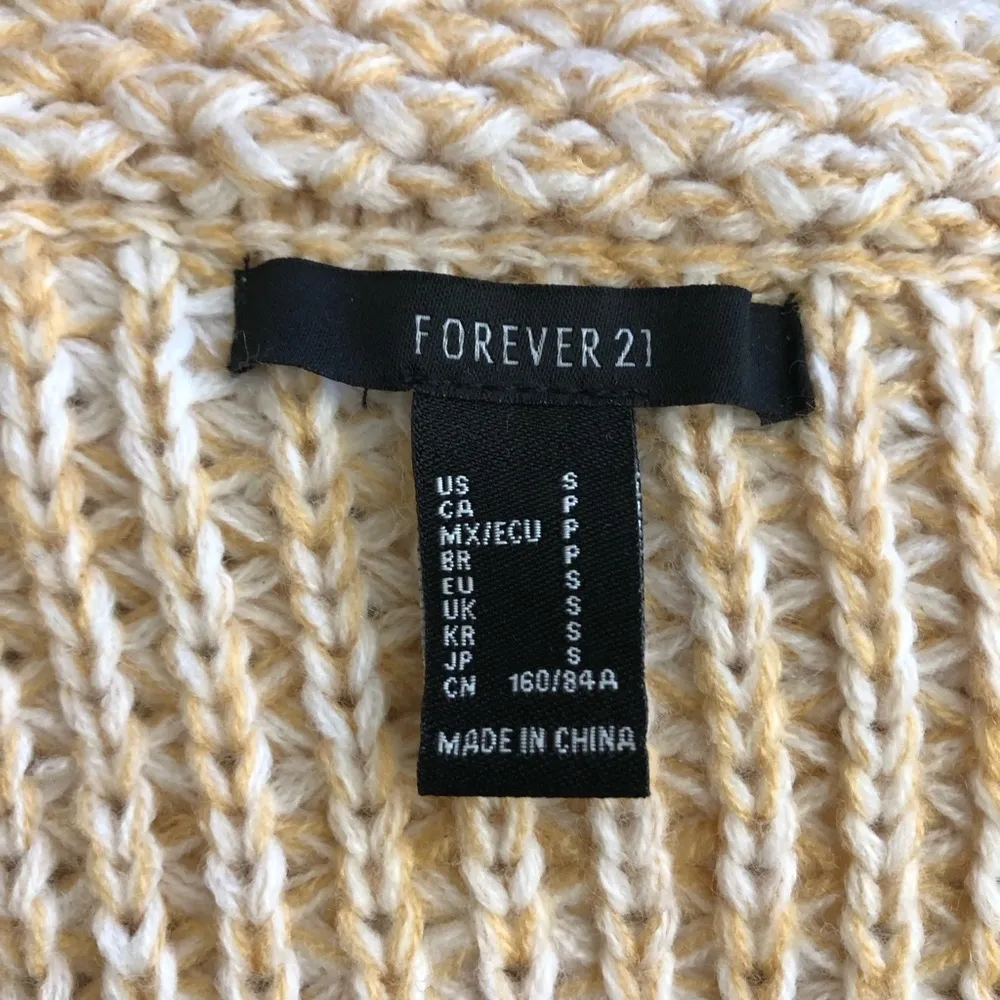 FOREVER 21
US S
CA P
MX/ECU P
BR P
EU S
UK S
KR S
JP S
CN 160/84A
MADE IN CHINA